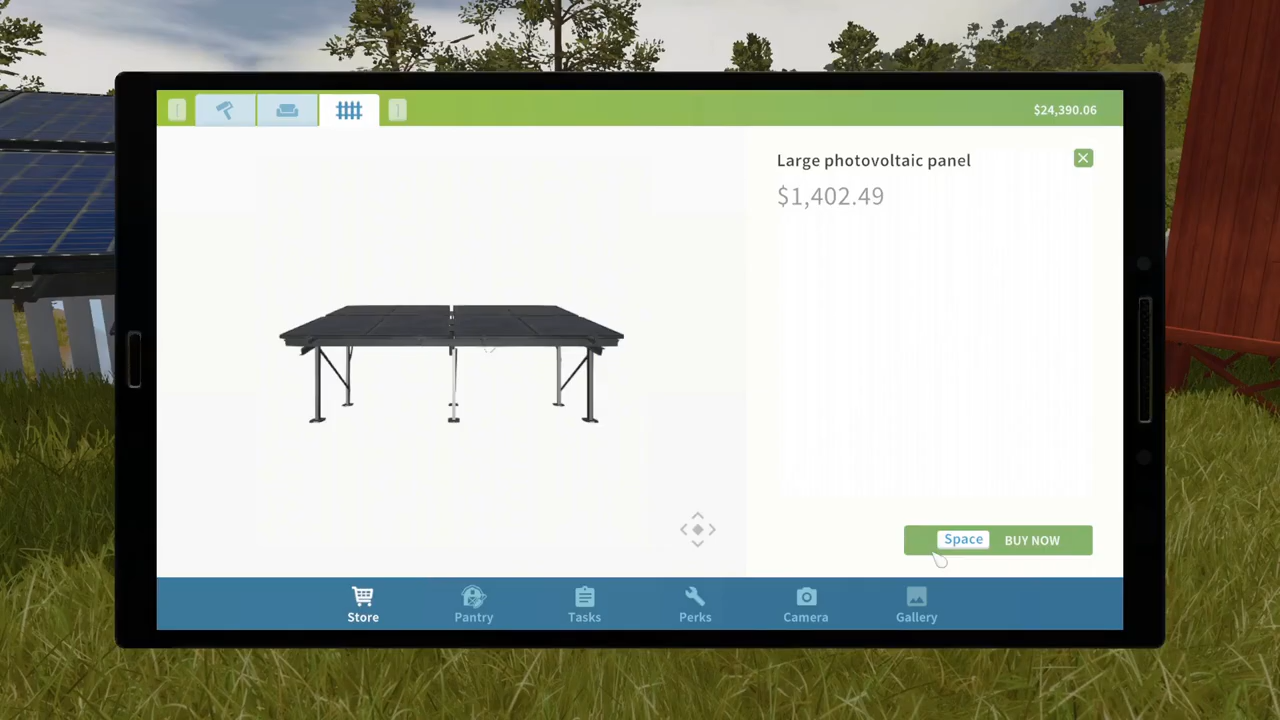 $24,390.06
Large photovoltaic panel
$1,402.49
Space BUY NOW
Store Pantry Tasks Perks Camera Gallery